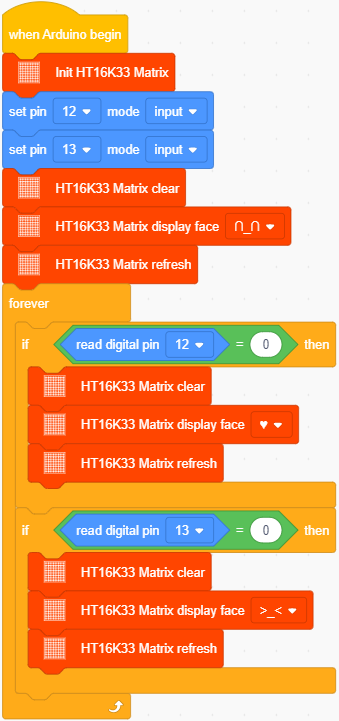 when Arduino begin
Init HT16K33 Matrix
set pin 12 mode input
set pin 13 mode input
HT16K33 Matrix clear
HT16K33 Matrix display face ∩_∩
HT16K33 Matrix refresh
forever
if read digital pin 12 = 0 then
HT16K33 Matrix clear
HT16K33 Matrix display face ♥
HT16K33 Matrix refresh
if read digital pin 13 = 0 then
HT16K33 Matrix clear
HT16K33 Matrix display face >_<
HT16K33 Matrix refresh